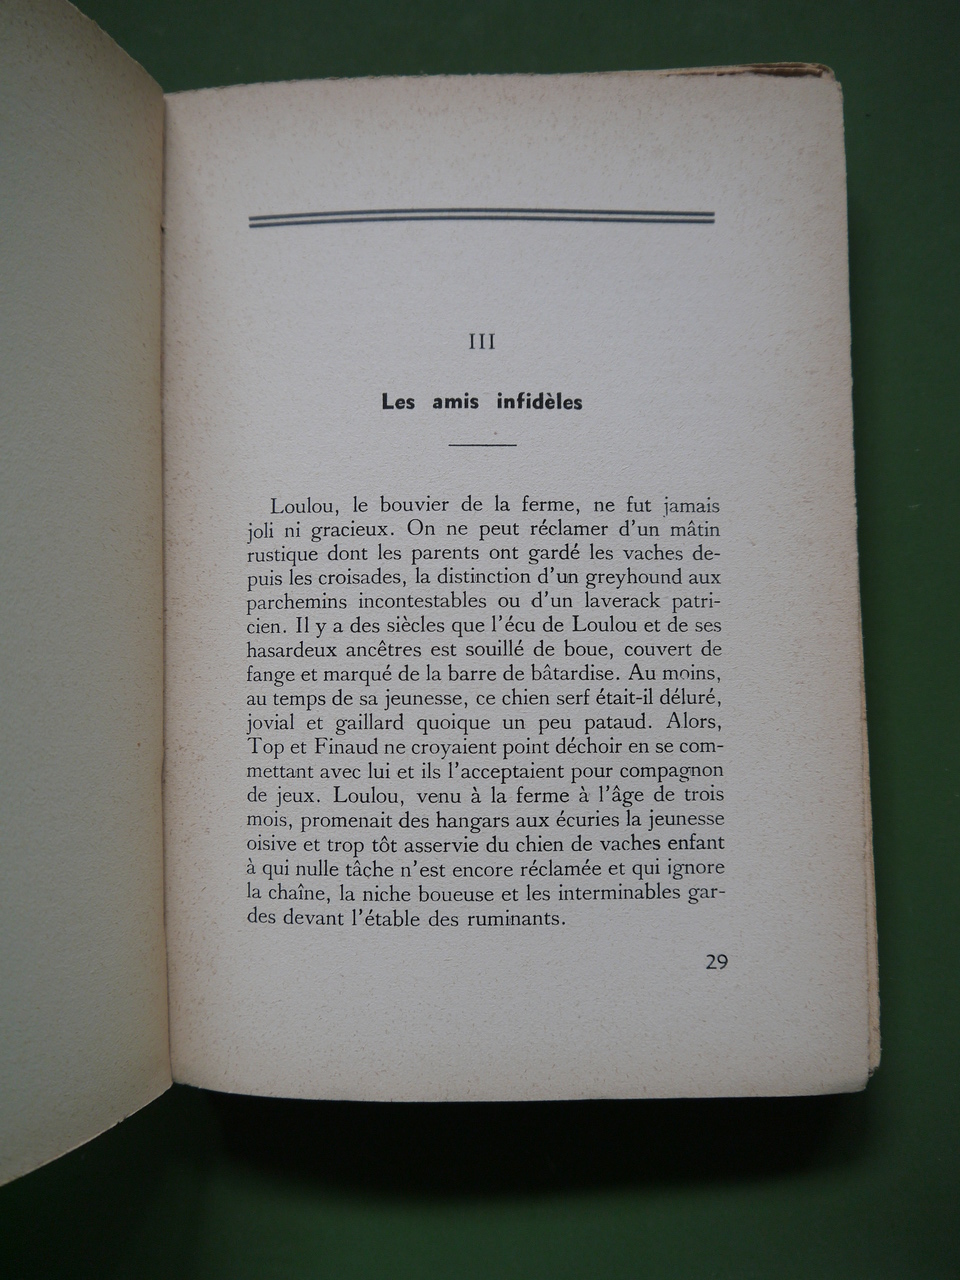 III
Les amis infidèles
Loulou, le bouvier de la ferme, ne fut jamais
joli ni gracieux. On ne peut réclamer d'un mâtin
rustique dont les parents ont gardé les vaches de-
puis les croisades, la distinction d'un greyhound aux
parchemins incontestables ou d'un laverack patri-
cien. Il y a des siècles que l'écu de Loulou et de ses
hasardeux ancêtres est souillé de boue, couvert de
fange et marqué de la barre de bâtardise. Au moins,
au temps de sa jeunesse, ce chien serf était-il déluré,
jovial et gaillard quoique un peu pataud. Alors,
Top et Finaud ne croyaient point déchoir en se com-
mettant avec lui et ils l'acceptaient pour compagnon
de jeux. Loulou, venu à la ferme à l'âge de trois
mois, promenait des hangars aux écuries la jeunesse
oisive et trop tôt asservie du chien de vaches enfant
à qui nulle tâche n'est encore réclamée et qui ignore
la chaîne, la niche boueuse et les interminables gar-
des devant l'étable des ruminants.
29